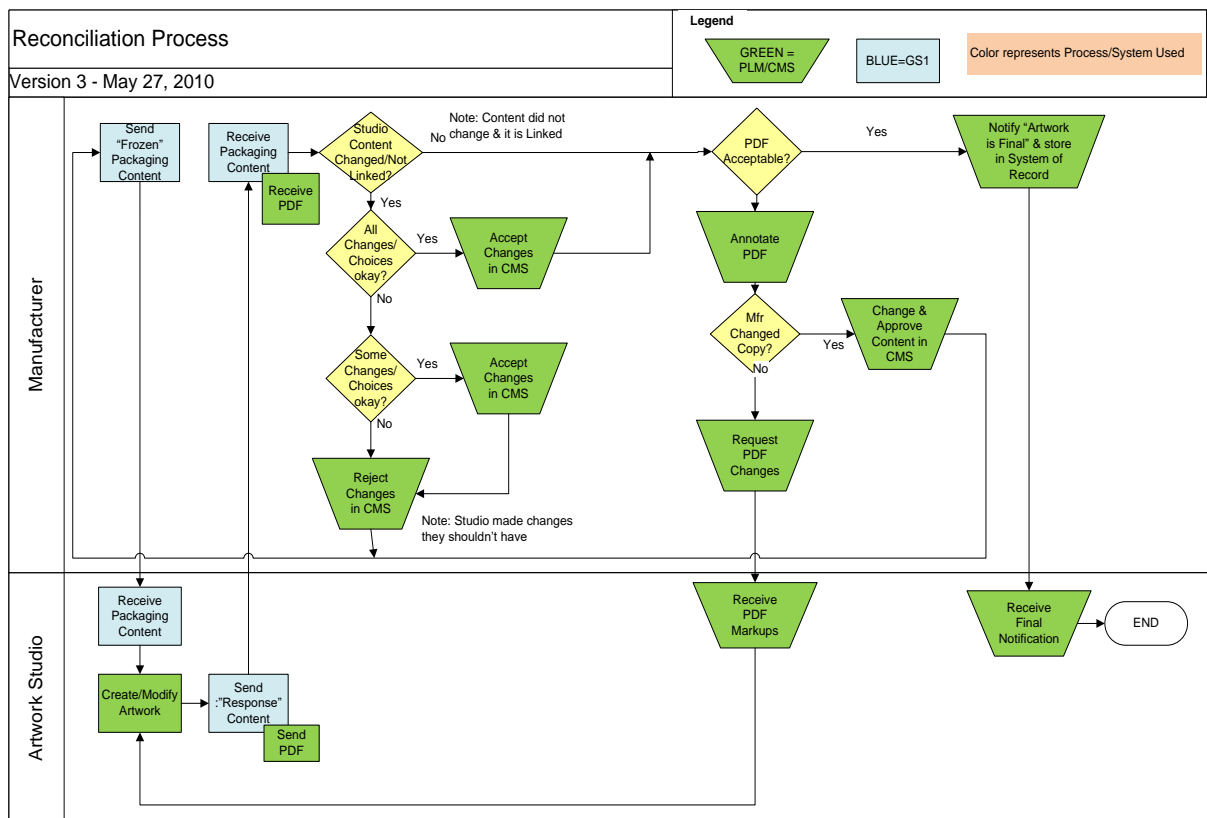 Reconciliation Process
Version 3 - May 27, 2010
Legend
GREEN =
PLM/CMS
BLUE=GS1
Color represents Process/System Used
Manufacturer
Send
“Frozen”
Packaging
Content
Receive
Packaging
Content
Receive
PDF
Studio
Content
Changed/Not
Linked?
No
Note: Content did not
change & it is Linked
PDF
Acceptable?
Yes
Notify “Artwork
is Final” & store
in System of
Record
Yes
All
Changes/
Choices
okay?
Yes
Accept
Changes
in CMS
Annotate
PDF
No
Mfr
Changed
Copy?
Yes
Change &
Approve
Content in
CMS
Some
Changes/
Choices
okay?
Yes
Accept
Changes
in CMS
No
No
Request
PDF
Changes
Reject
Changes
in CMS
Note: Studio made changes
they shouldn’t have
Artwork Studio
Receive
Packaging
Content
Receive
PDF
Markups
Receive
Final
Notification
END
Create/Modify
Artwork
Send
:”Response”
Content
Send
PDF